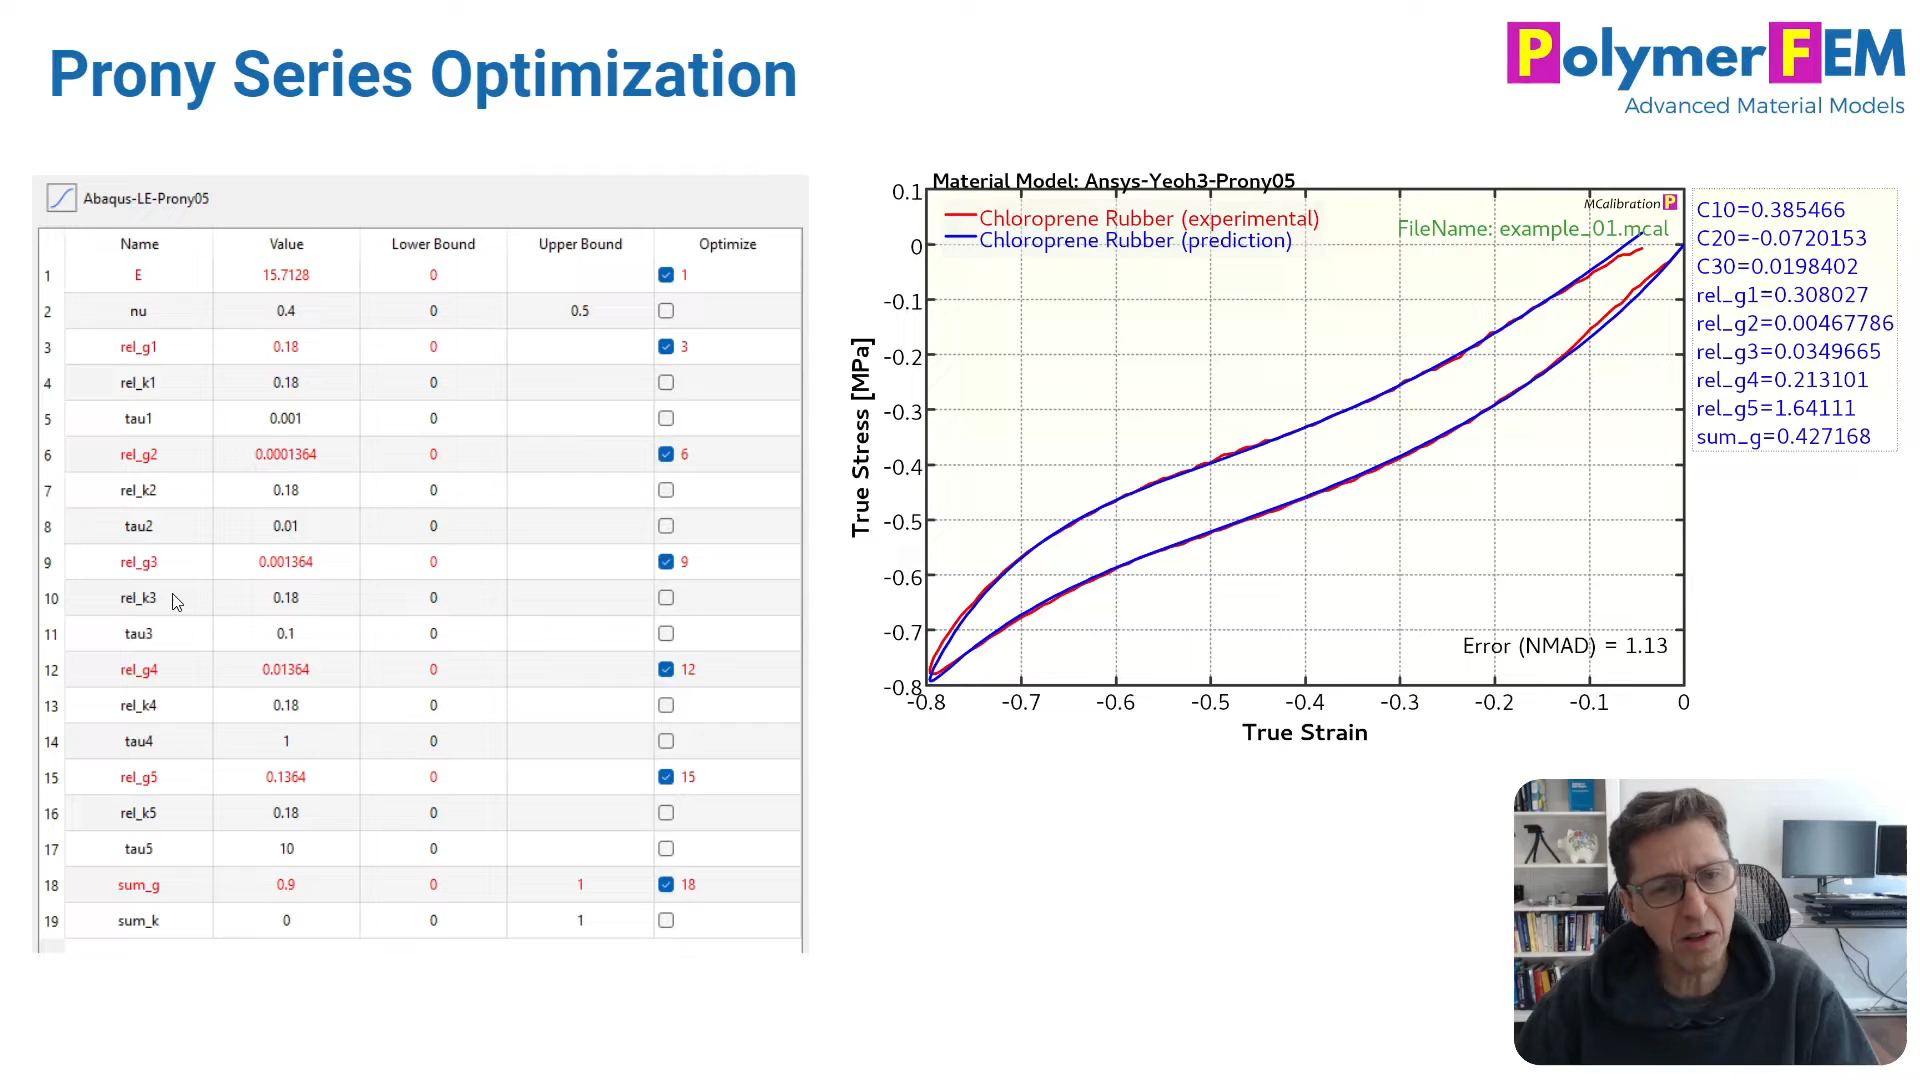 Prony Series Optimization
PolymerFEM
Advanced Material Models
Abaqus-LE-Prony05
Name Value Lower Bound Upper Bound Optimize
1 E 15.7128 0 1
2 nu 0.4 0 0.5
3 rel_g1 0.18 0 3
4 rel_k1 0.18 0
5 tau1 0.001 0
6 rel_g2 0.0001364 0 6
7 rel_k2 0.18 0
8 tau2 0.01 0
9 rel_g3 0.001364 0 9
10 rel_k3 0.18 0
11 tau3 0.1 0
12 rel_g4 0.01364 0 12
13 rel_k4 0.18 0
14 tau4 1 0
15 rel_g5 0.1364 0 15
16 rel_k5 0.18 0
17 tau5 10 0
18 sum_g 0.9 0 1 18
19 sum_k 0 0 1
Material Model: Ansys-Yeoh3-Prony05
MCalibration P
Chloroprene Rubber (experimental)
Chloroprene Rubber (prediction)
FileName: example_01.mcal
0.1
0
-0.1
-0.2
-0.3
-0.4
-0.5
-0.6
-0.7
-0.8
True Stress [MPa]
Error (NMAD) = 1.13
-0.8 -0.7 -0.6 -0.5 -0.4 -0.3 -0.2 -0.1 0
True Strain
C10=0.385466
C20=-0.0720153
C30=0.0198402
rel_g1=0.308027
rel_g2=0.00467786
rel_g3=0.0349665
rel_g4=0.213101
rel_g5=1.64111
sum_g=0.427168